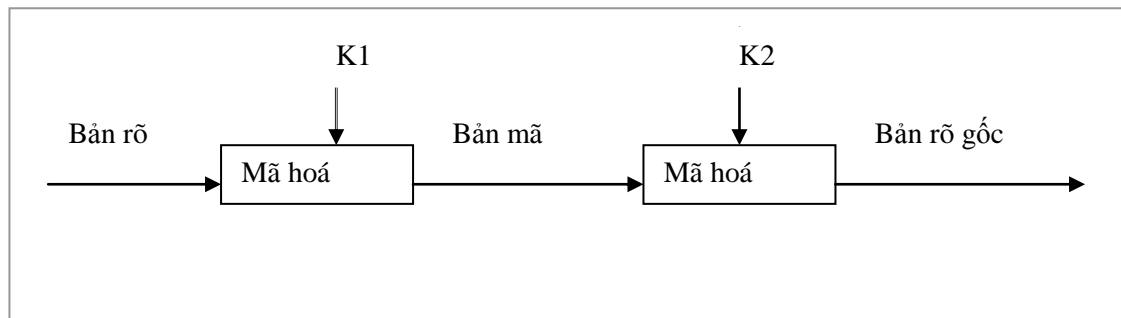 K1
K2
Bản rõ
Bản mã
Bản rõ gốc
Mã hoá
Mã hoá